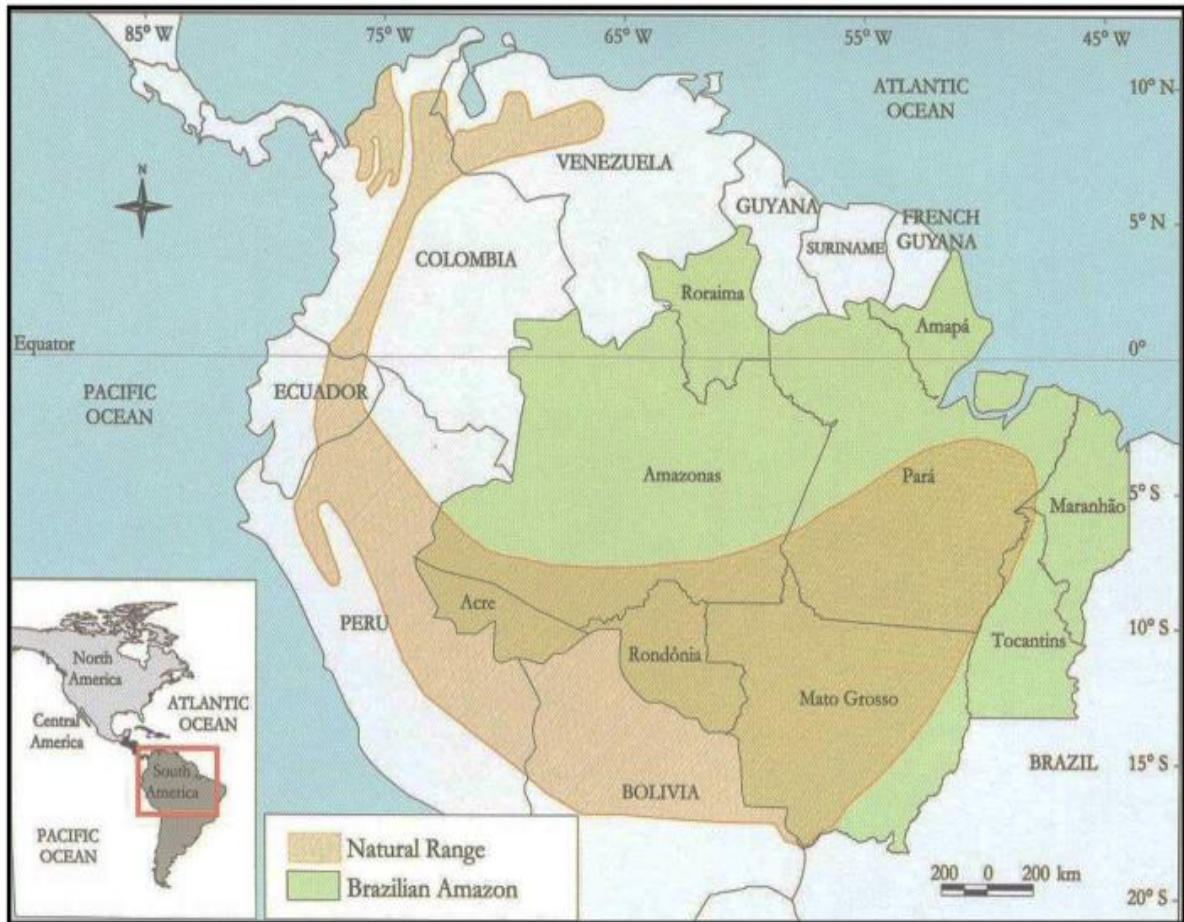 85° W
75° W
65° W
55° W
45° W
ATLANTIC
OCEAN
10° N
VENEZUELA
GUYANA
FRENCH
GUYANA
SURINAME
5° N
N
COLOMBIA
Roraima
Amapá
Equator
0°
ECUADOR
PACIFIC
OCEAN
Amazonas
Pará
Maranhão
5° S
PERU
Acre
Rondônia
Tocantins
10° S
Mato Grosso
BOLIVIA
BRAZIL
15° S
North
America
ATLANTIC
OCEAN
Central
America
South
America
PACIFIC
OCEAN
Natural Range
Brazilian Amazon
200 0 200 km
20° S